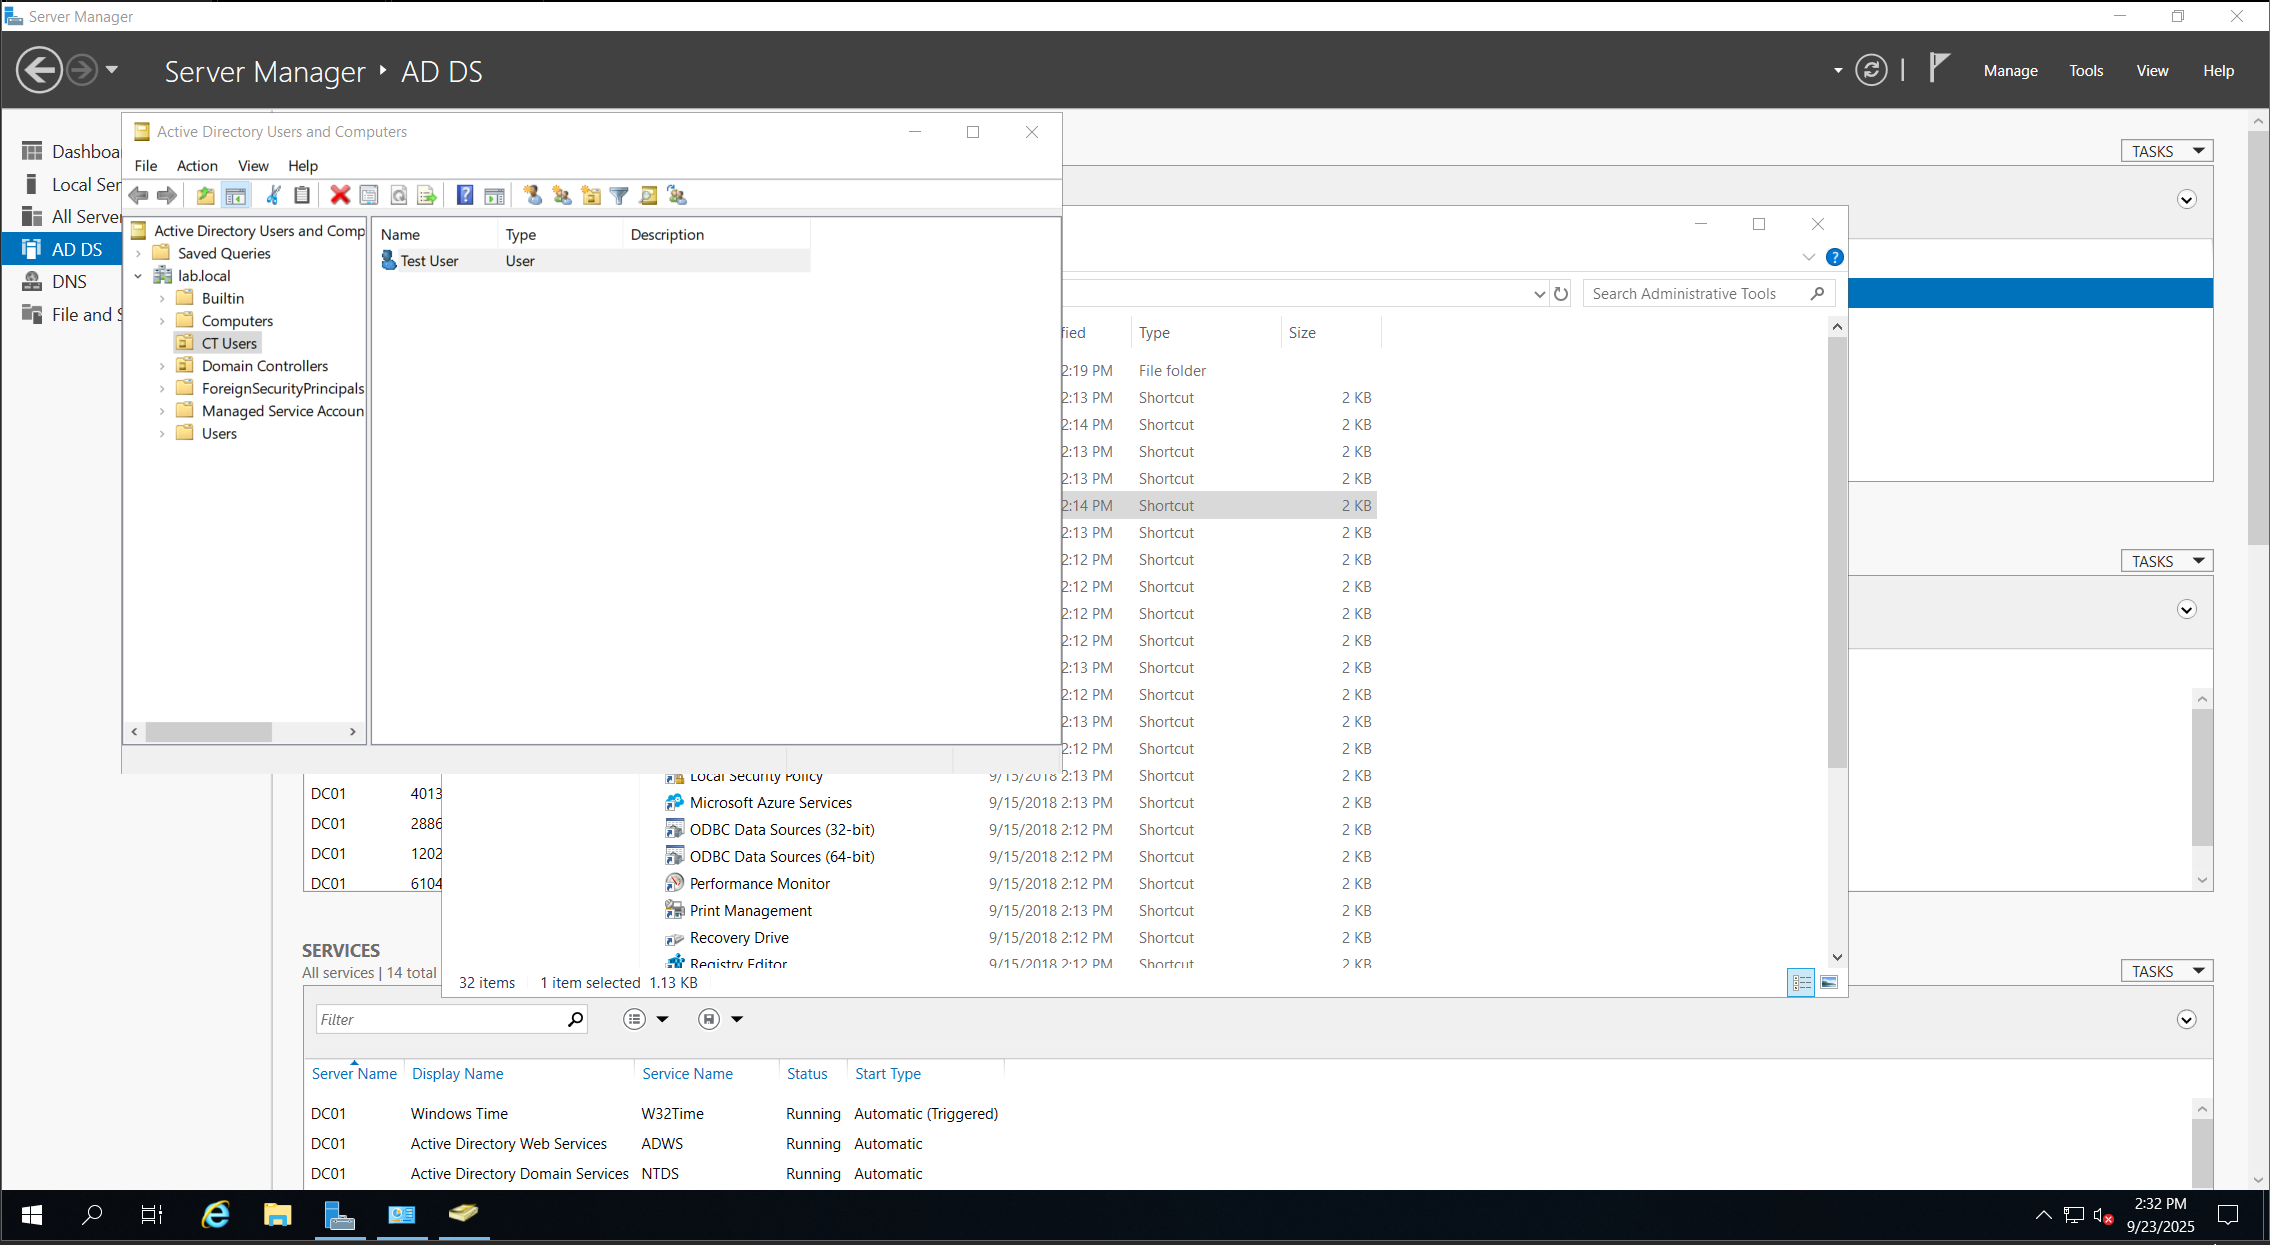 Server Manager
Server Manager ‣ AD DS
Manage Tools View Help
Dashboa
Local Ser
All Server
AD DS
DNS
File and S
Active Directory Users and Computers
File Action View Help
Active Directory Users and Comp
Saved Queries
lab.local
Builtin
Computers
CT Users
Domain Controllers
ForeignSecurityPrincipals
Managed Service Accoun
Users
Name Type Description
Test User User
TASKS
Search Administrative Tools
fied Type Size
2:19 PM File folder
2:13 PM Shortcut 2 KB
2:14 PM Shortcut 2 KB
2:13 PM Shortcut 2 KB
2:13 PM Shortcut 2 KB
2:14 PM Shortcut 2 KB
2:13 PM Shortcut 2 KB
2:12 PM Shortcut 2 KB
2:12 PM Shortcut 2 KB
2:12 PM Shortcut 2 KB
2:12 PM Shortcut 2 KB
2:13 PM Shortcut 2 KB
2:12 PM Shortcut 2 KB
2:13 PM Shortcut 2 KB
2:12 PM Shortcut 2 KB
Local Security Policy 9/15/2018 2:13 PM Shortcut 2 KB
Microsoft Azure Services 9/15/2018 2:13 PM Shortcut 2 KB
ODBC Data Sources (32-bit) 9/15/2018 2:12 PM Shortcut 2 KB
ODBC Data Sources (64-bit) 9/15/2018 2:12 PM Shortcut 2 KB
Performance Monitor 9/15/2018 2:12 PM Shortcut 2 KB
Print Management 9/15/2018 2:13 PM Shortcut 2 KB
Recovery Drive 9/15/2018 2:12 PM Shortcut 2 KB
Registry Editor 9/15/2018 2:12 PM Shortcut 2 KB
32 items 1 item selected 1.13 KB
TASKS
DC01 4013
DC01 2886
DC01 1202
DC01 6104
SERVICES
All services | 14 total
TASKS
Filter
Server Name Display Name Service Name Status Start Type
DC01 Windows Time W32Time Running Automatic (Triggered)
DC01 Active Directory Web Services ADWS Running Automatic
DC01 Active Directory Domain Services NTDS Running Automatic
2:32 PM
9/23/2025